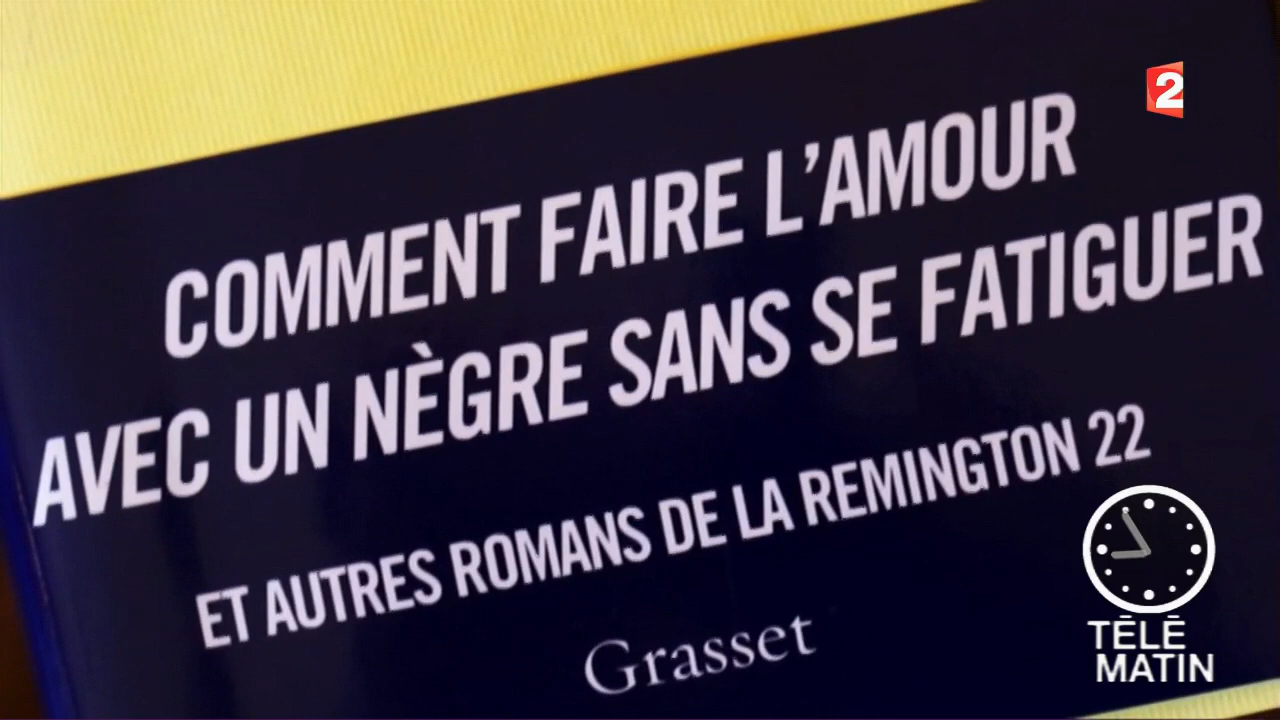 2
COMMENT FAIRE L'AMOUR
AVEC UN NÈGRE SANS SE FATIGUER
ET AUTRES ROMANS DE LA REMINGTON 22
Grasset
TÉLÉ
MATIN